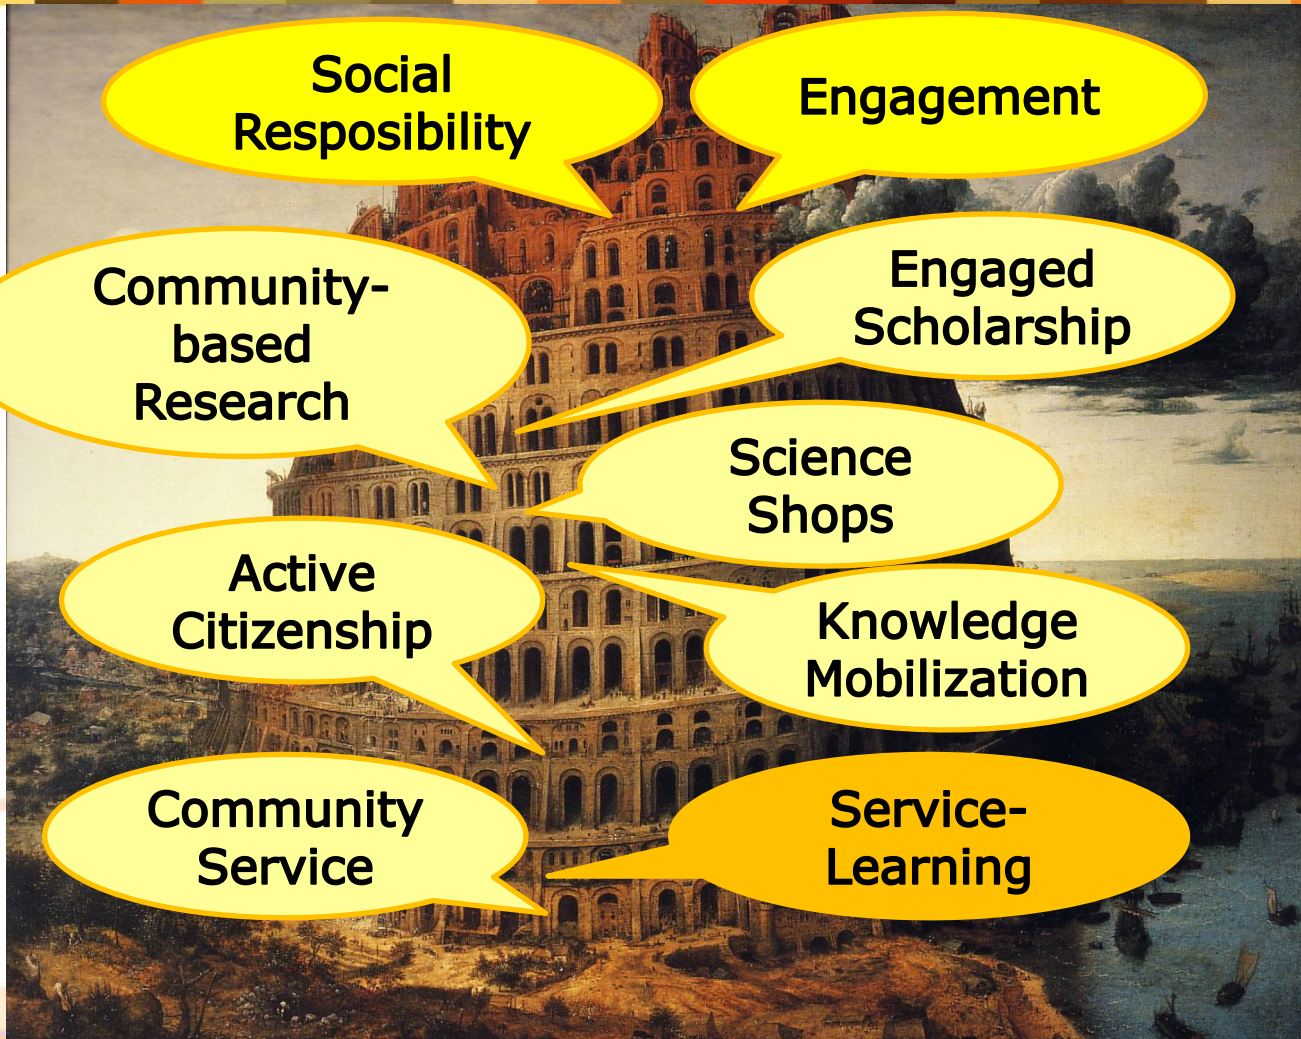 Social
Resposibility
Engagement
Community-
based
Research
Engaged
Scholarship
Science
Shops
Active
Citizenship
Knowledge
Mobilization
Community
Service
Service-
Learning